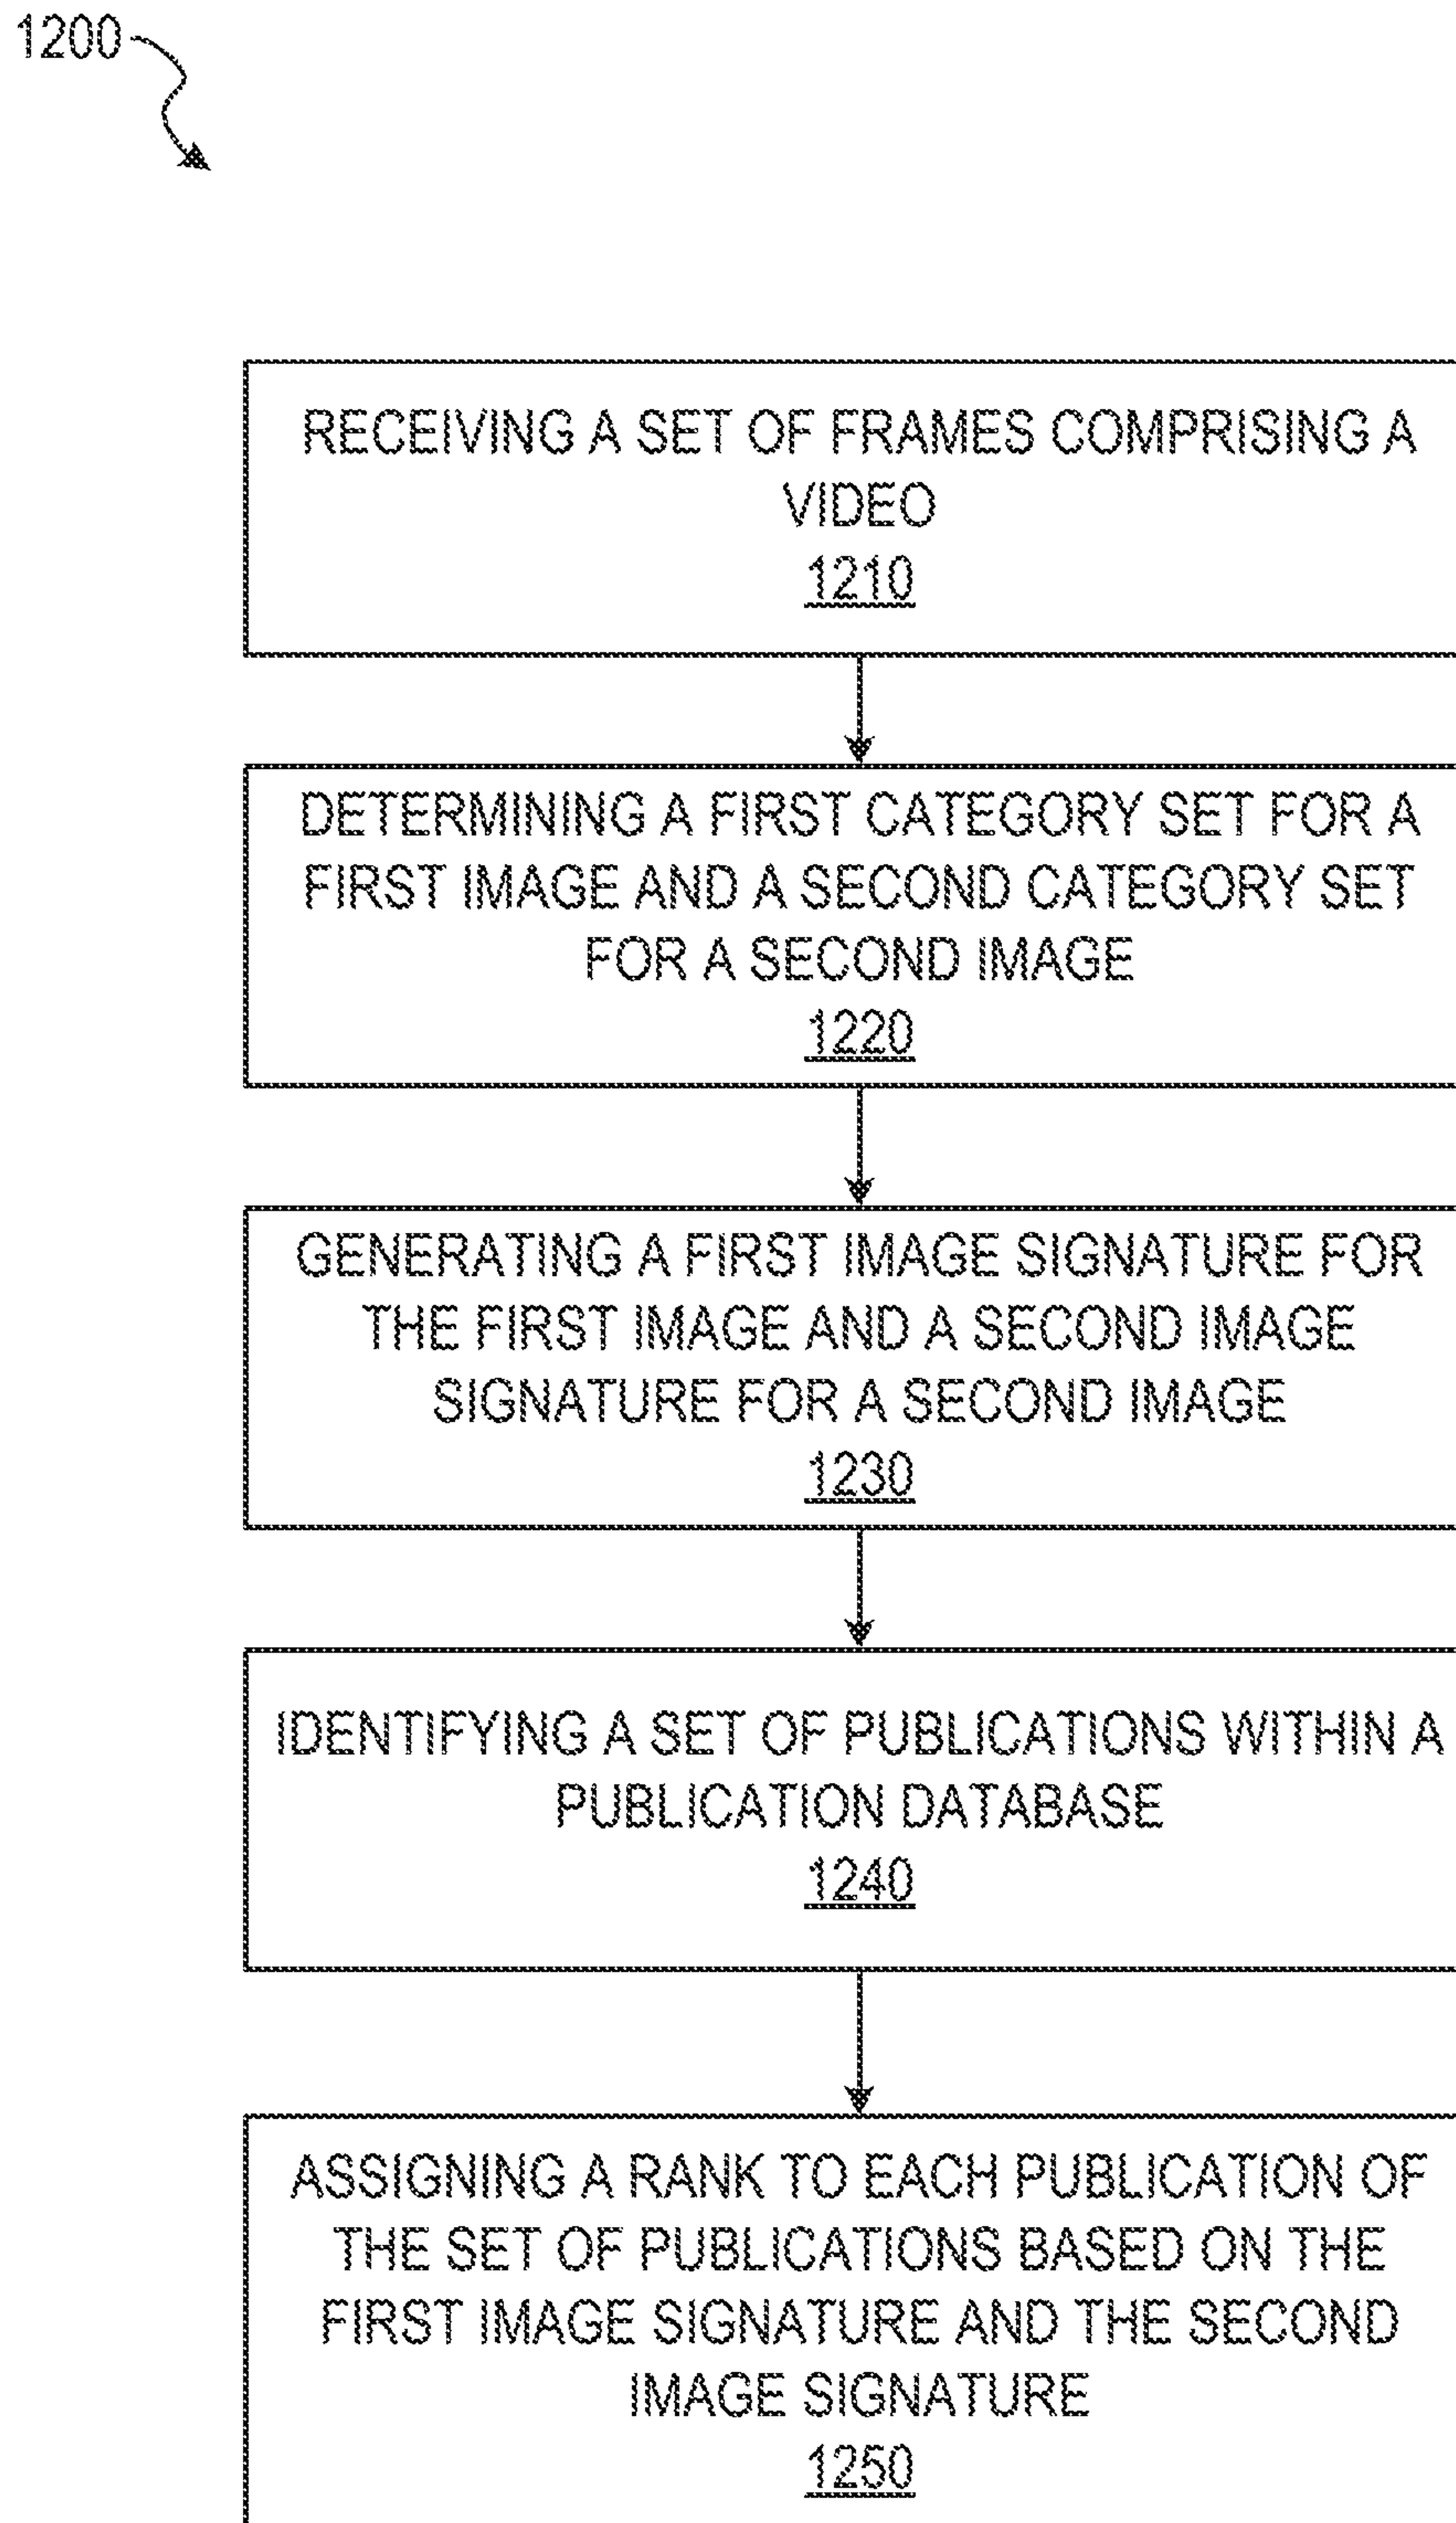 1200
RECEIVING A SET OF FRAMES COMPRISING A
VIDEO
1210
DETERMINING A FIRST CATEGORY SET FOR A
FIRST IMAGE AND A SECOND CATEGORY SET
FOR A SECOND IMAGE
1220
GENERATING A FIRST IMAGE SIGNATURE FOR
THE FIRST IMAGE AND A SECOND IMAGE
SIGNATURE FOR A SECOND IMAGE
1230
IDENTIFYING A SET OF PUBLICATIONS WITHIN A
PUBLICATION DATABASE
1240
ASSIGNING A RANK TO EACH PUBLICATION OF
THE SET OF PUBLICATIONS BASED ON THE
FIRST IMAGE SIGNATURE AND THE SECOND
IMAGE SIGNATURE
1250